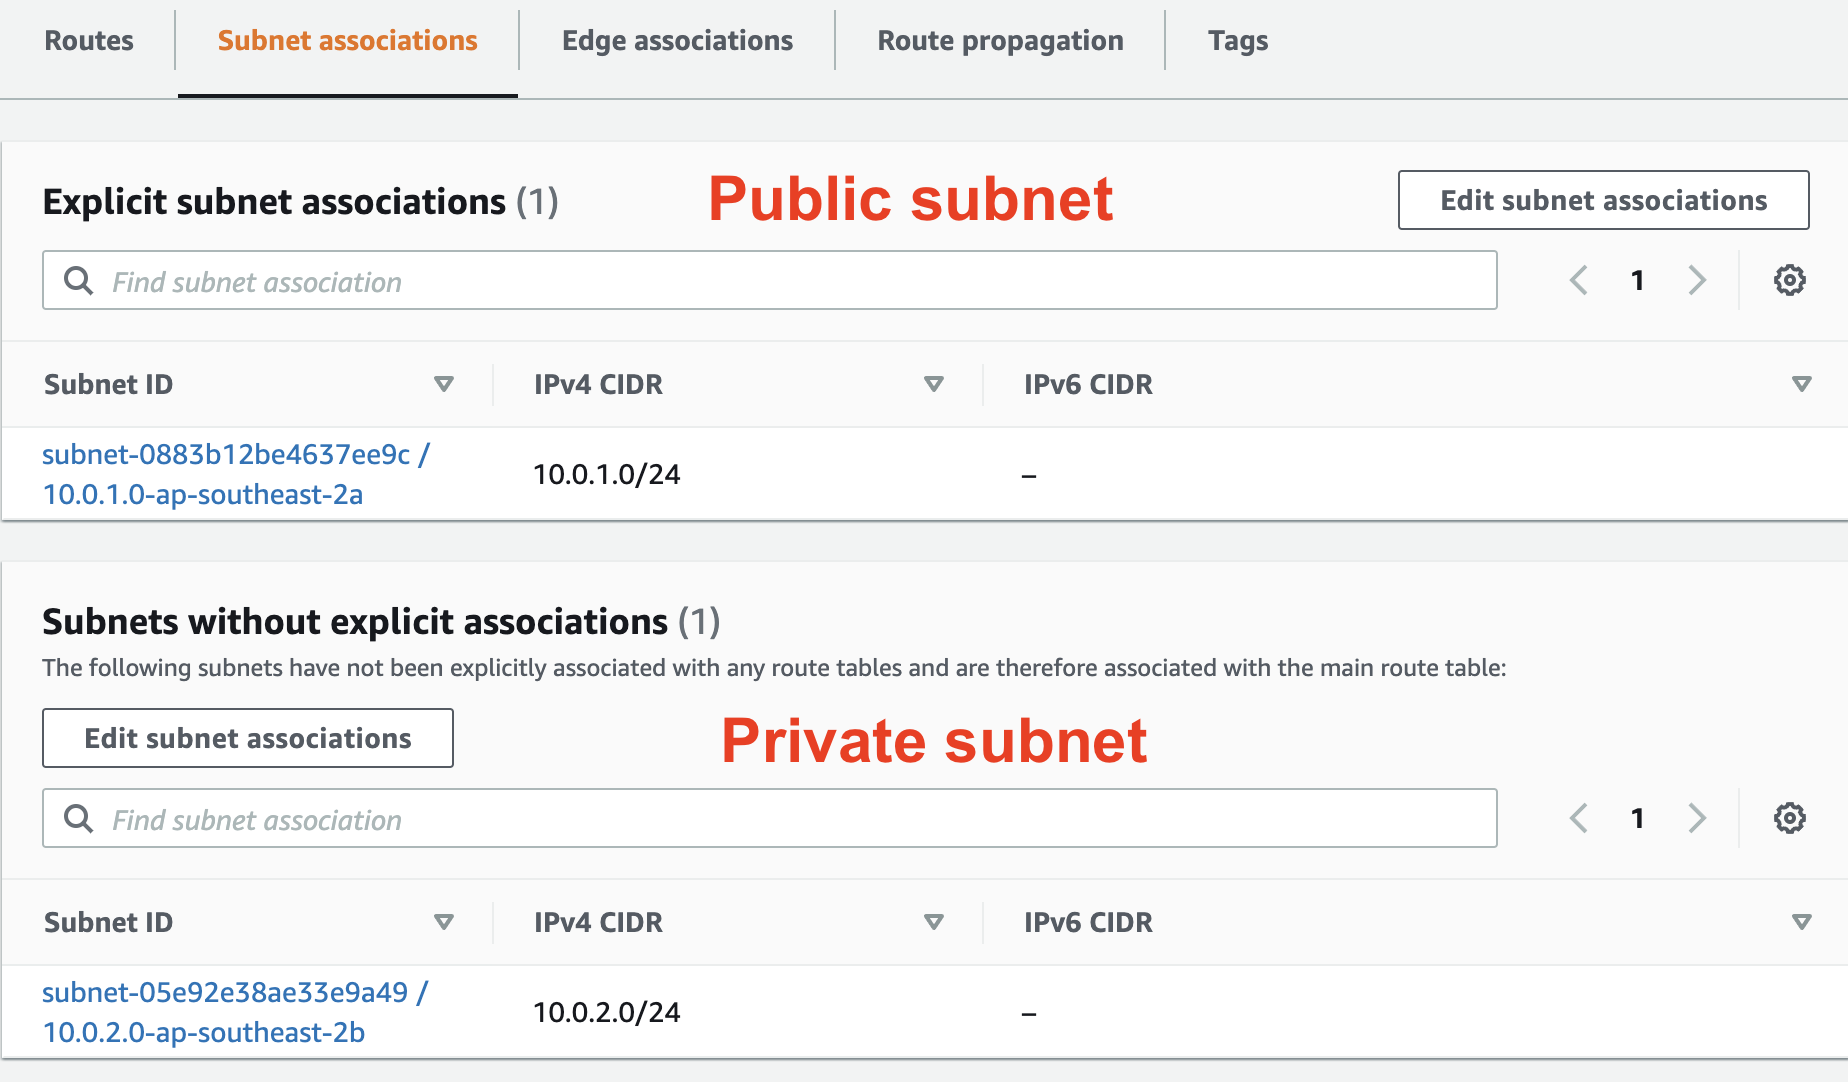 Routes Subnet associations Edge associations Route propagation Tags
Explicit subnet associations (1) Public subnet Edit subnet associations
Find subnet association 1
Subnet ID IPv4 CIDR IPv6 CIDR
subnet-0883b12be4637ee9c /
10.0.1.0-ap-southeast-2a
10.0.1.0/24 –
Subnets without explicit associations (1)
The following subnets have not been explicitly associated with any route tables and are therefore associated with the main route table:
Edit subnet associations Private subnet
Find subnet association 1
Subnet ID IPv4 CIDR IPv6 CIDR
subnet-05e92e38ae33e9a49 /
10.0.2.0-ap-southeast-2b
10.0.2.0/24 –